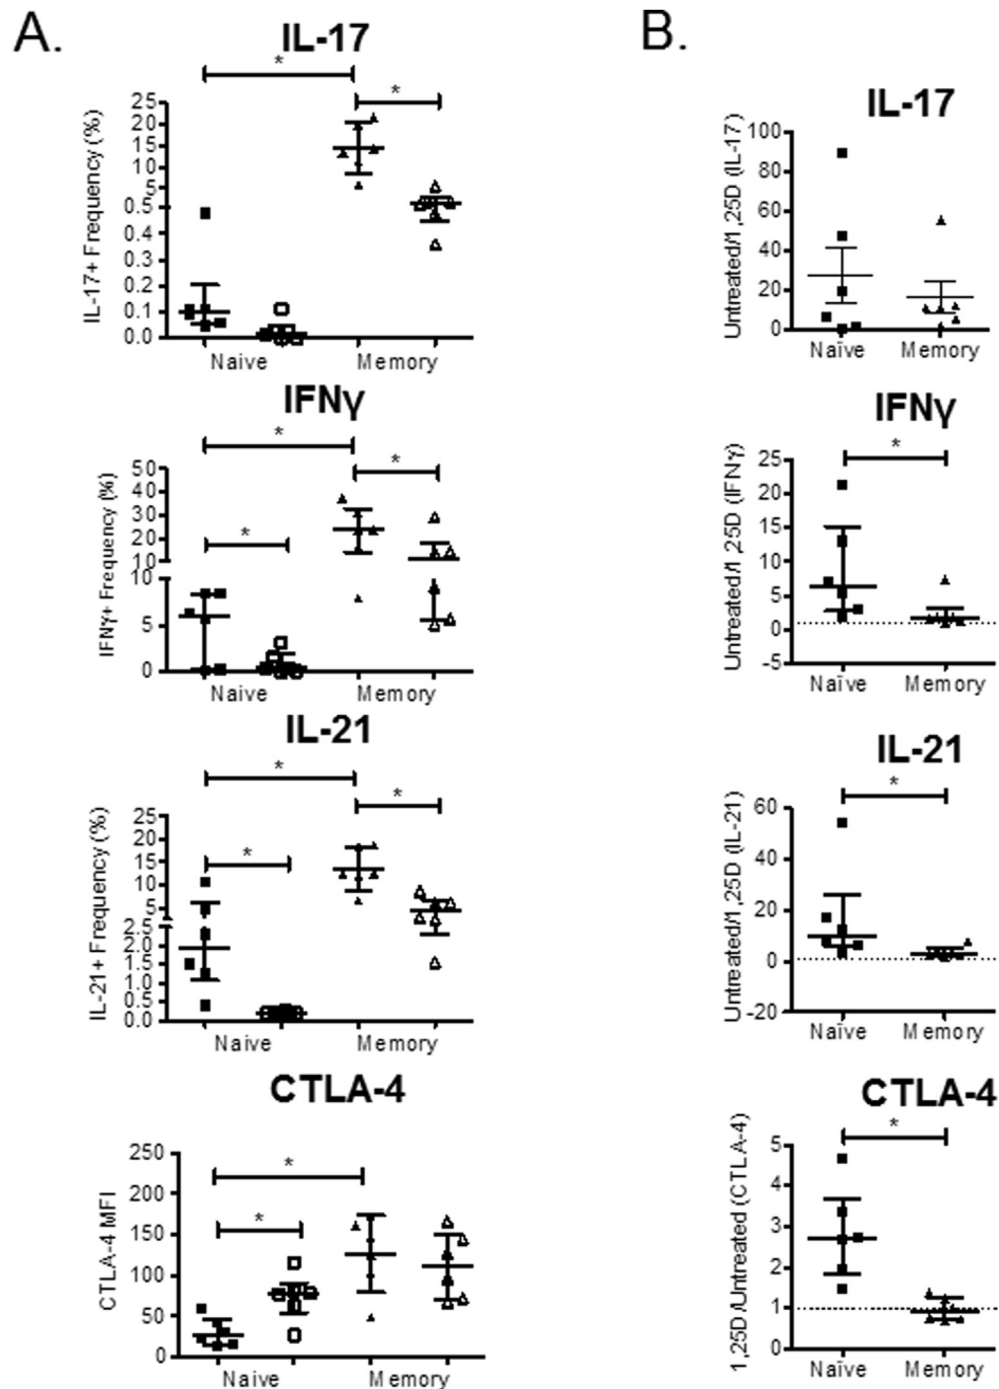 A.
IL-17
*
*
IL-17+ Frequency (%)
25
20
15
10
5
0.5
0.4
0.3
0.2
0.1
0.0
Naive Memory
IFNγ
*
*
*
IFNγ+ Frequency (%)
50
40
30
20
10
10
5
0
Naive Memory
IL-21
*
*
*
IL-21+ Frequency (%)
25
20
15
10
5
2.5
2.0
1.5
1.0
0.5
0.0
Naive Memory
CTLA-4
*
*
CTLA-4 MFI
250
200
150
100
50
0
Naive Memory
B.
IL-17
Untreated/1,25D (IL-17)
100
80
60
40
20
0
Naïve Memory
IFNγ
*
Untreated/1,25D (IFNγ)
25
20
15
10
5
0
-5
Naïve Memory
IL-21
*
Untreated/1,25D (IL-21)
60
40
20
0
-20
Naïve Memory
CTLA-4
*
1,25D/Untreated (CTLA-4)
5
4
3
2
1
0
Naïve Memory